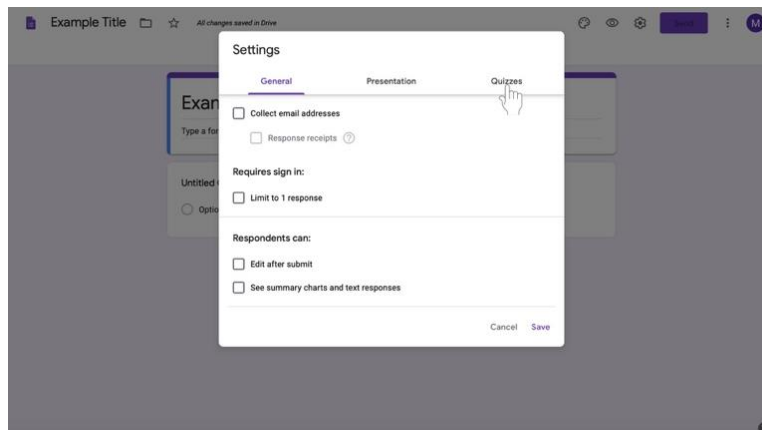 Example Title
All changes saved in Drive
Send
M
Settings
General
Presentation
Quizzes
Exam
Type a for
Collect email addresses
Response receipts
Requires sign in:
Untitled
Limit to 1 response
Optio
Respondents can:
Edit after submit
See summary charts and text responses
Cancel
Save